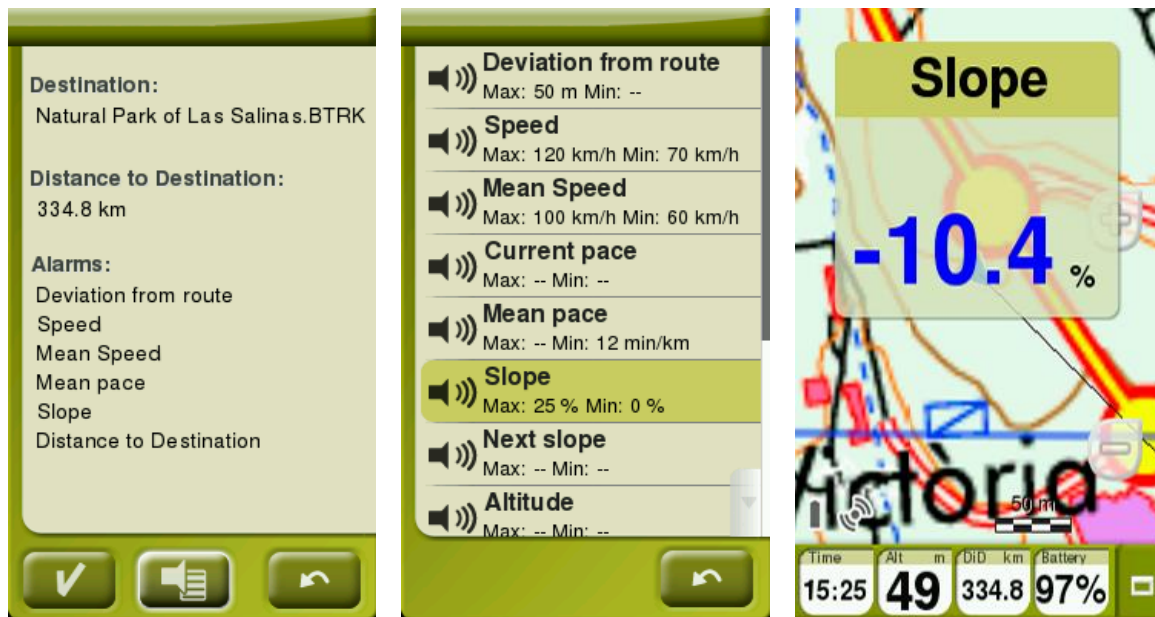 Destination:
Natural Park of Las Salinas.BTRK
Distance to Destination:
334.8 km
Alarms:
Deviation from route
Speed
Mean Speed
Mean pace
Slope
Distance to Destination
Deviation from route
Max: 50 m Min: --
Speed
Max: 120 km/h Min: 70 km/h
Mean Speed
Max: 100 km/h Min: 60 km/h
Current pace
Max: -- Min: --
Mean pace
Max: -- Min: 12 min/km
Slope
Max: 25 % Min: 0 %
Next slope
Max: -- Min: --
Altitude
Max: -- Min: --
Slope
-10.4 %
Victòria
50 m
Time Alt m DiD km Battery
15:25 49 334.8 97%